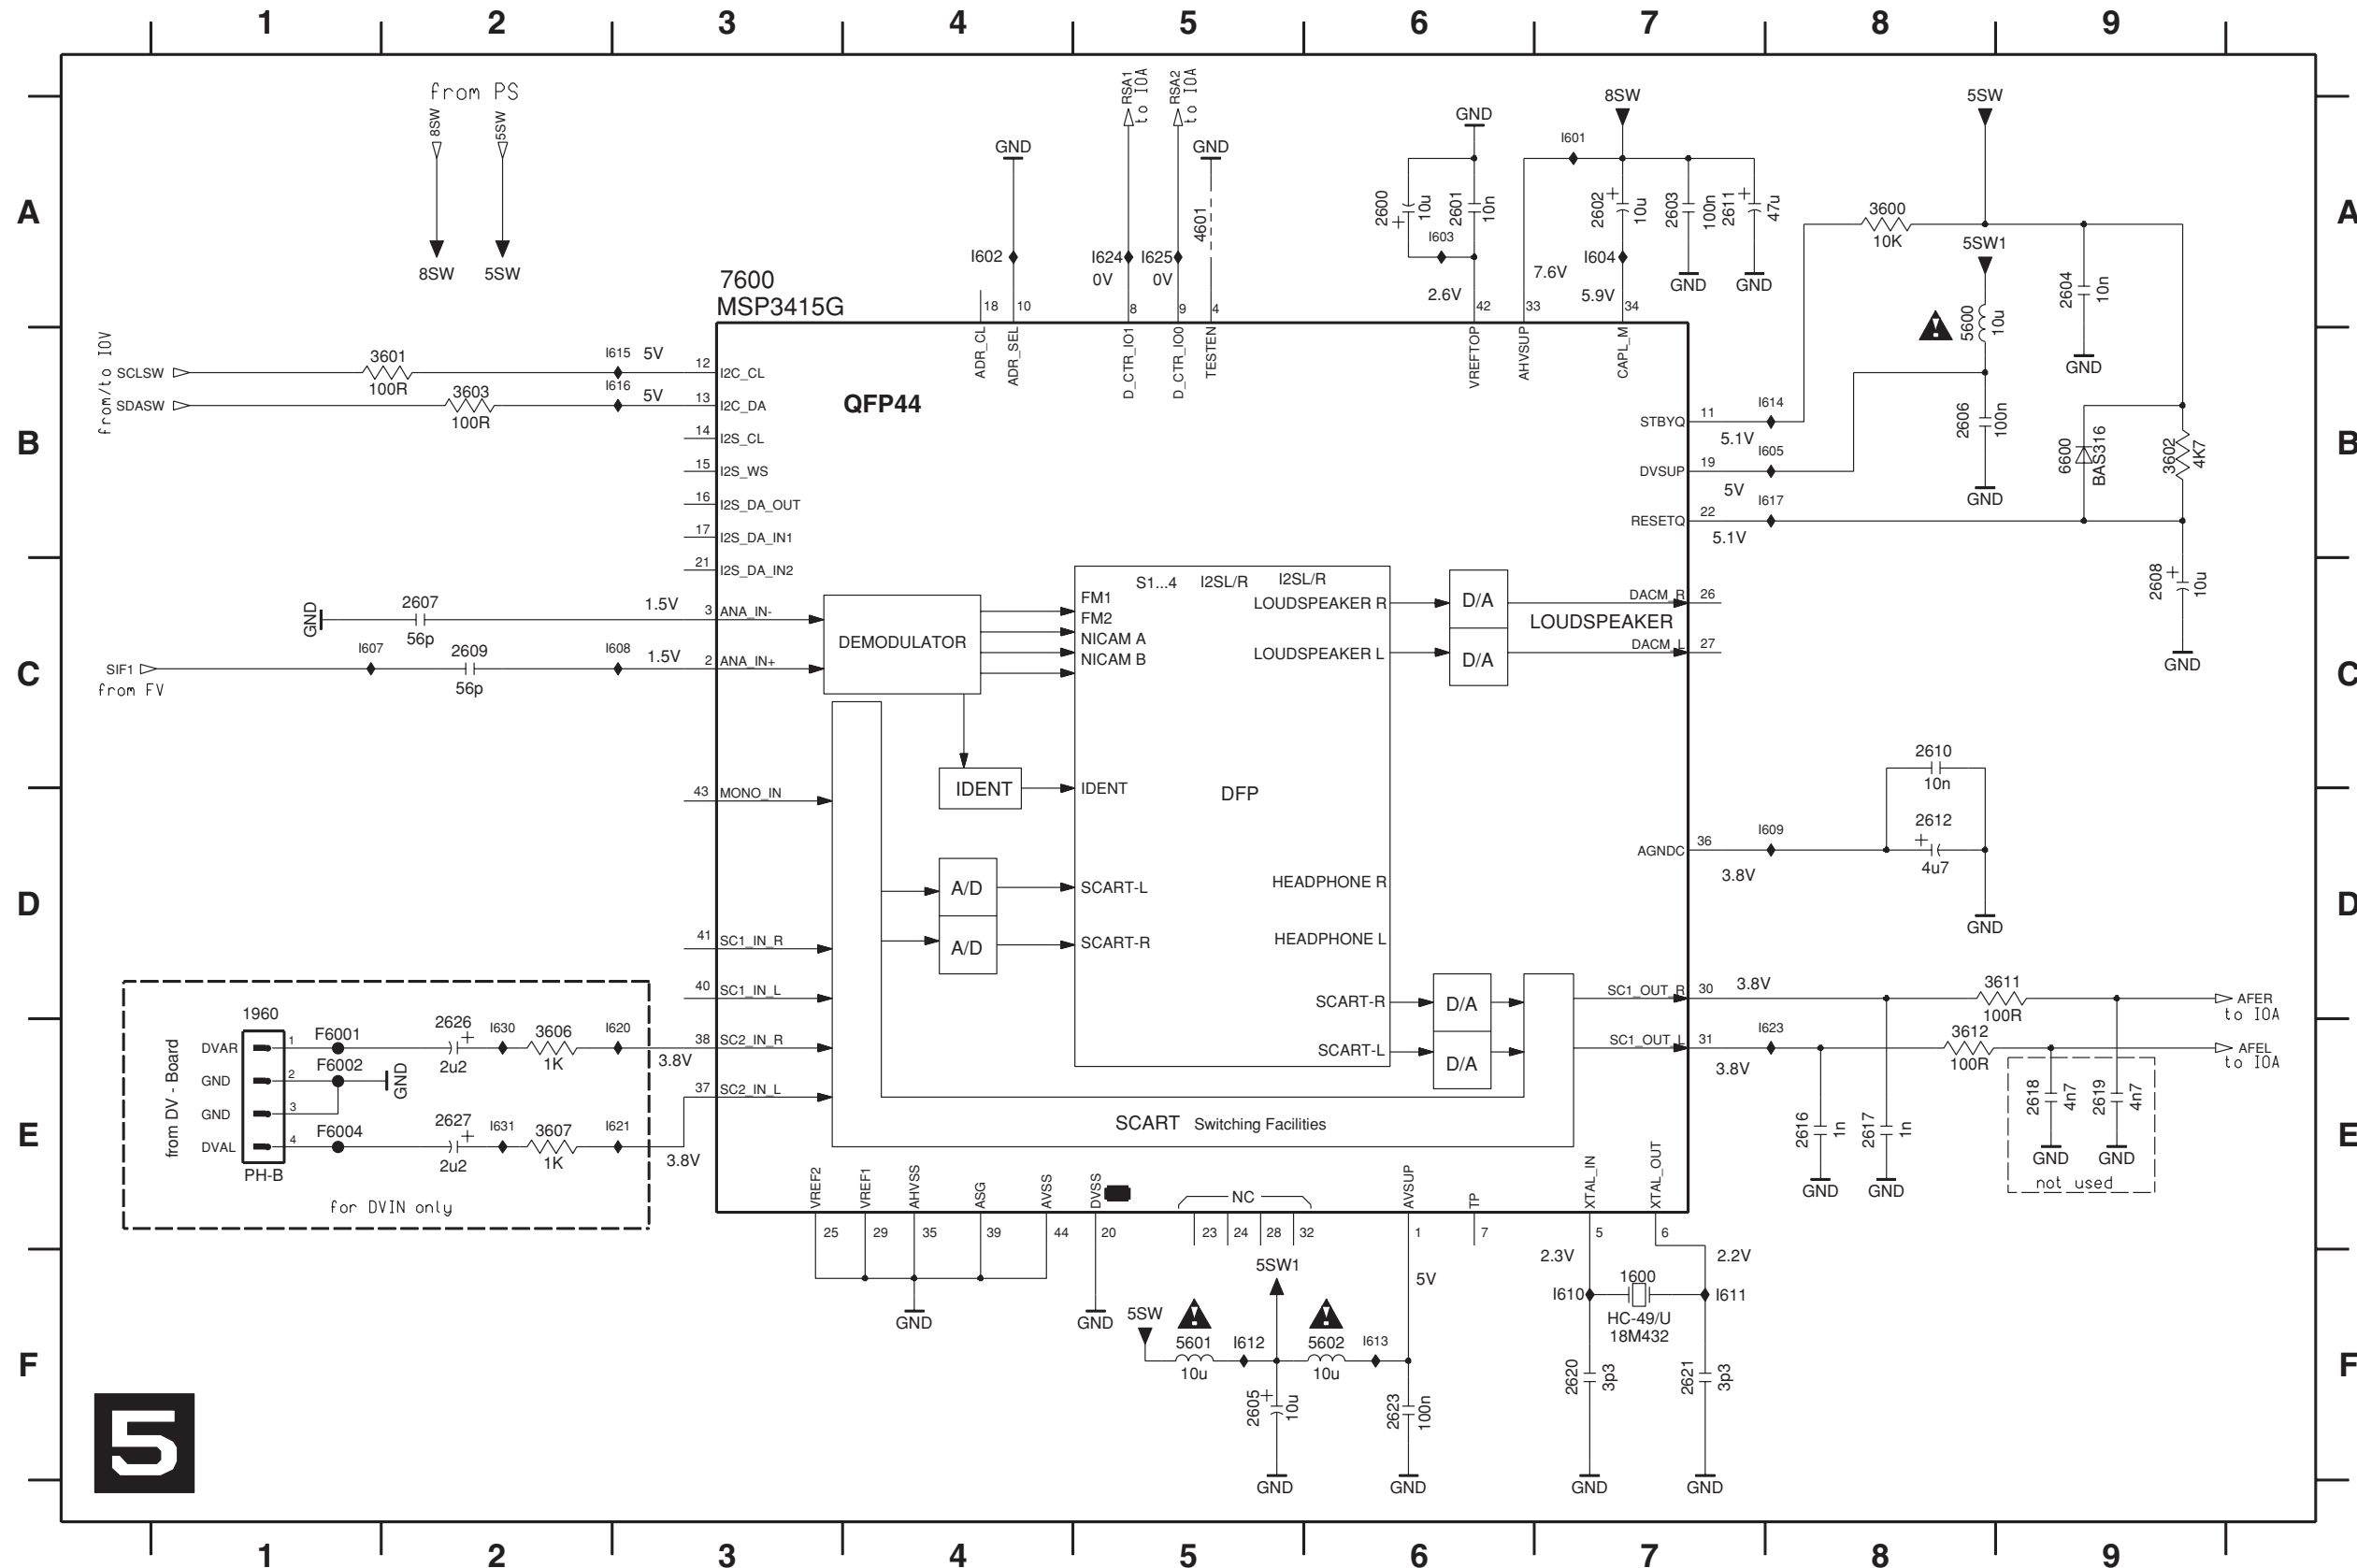 1 2 3 4 5 6 7 8 9
A
B
C
D
E
F
A
B
C
D
E
F
from PS
8SW
5SW
8SW
5SW
GND
I602
RSA1
to IOA
RSA2
to IOA
GND
4601
I624
0V
I625
0V
GND
2600
10u
2601
10n
I603
2.6V
8SW
I601
2602
10u
2603
100n
2611
47u
7.6V
I604
5.9V
GND
GND
5SW
3600
10K
5SW1
5600
10u
2604
10n
GND
2606
100n
GND
6600
BAS316
3602
4K7
2608
10u
GND
7600
MSP3415G
QFP44
18
10
8
9
4
42
33
34
ADR_CL
ADR_SEL
D_CTR_IO1
D_CTR_IO0
TESTEN
VREFTOP
AHVSUP
CAPL_M
from/to IOV
SCLSW
3601
100R
I615
5V
12
I2C_CL
SDASW
3603
100R
I616
5V
13
I2C_DA
14
I2S_CL
15
I2S_WS
16
I2S_DA_OUT
17
I2S_DA_IN1
21
I2S_DA_IN2
STBYQ
11
I614
5.1V
DVSUP
19
I605
5V
RESETQ
22
I617
5.1V
GND
2607
56p
1.5V
3
ANA_IN-
SIF1
from FV
I607
2609
56p
I608
1.5V
2
ANA_IN+
DEMODULATOR
FM1
FM2
NICAM A
NICAM B
S1...4
I2SL/R
I2SL/R
LOUDSPEAKER R
LOUDSPEAKER L
D/A
D/A
DACM_R
26
LOUDSPEAKER
DACM_L
27
IDENT
IDENT
DFP
43
MONO_IN
A/D
A/D
SCART-L
SCART-R
HEADPHONE R
HEADPHONE L
SCART-R
SCART-L
D/A
D/A
AGNDC
36
I609
3.8V
2610
10n
2612
4u7
GND
41
SC1_IN_R
40
SC1_IN_L
38
SC2_IN_R
37
SC2_IN_L
SC1_OUT_R
30
3.8V
SC1_OUT_L
31
I623
3.8V
3611
100R
3612
100R
AFER
to IOA
AFEL
to IOA
2616
1n
GND
2617
1n
GND
2618
4n7
GND
2619
4n7
GND
not used
SCART Switching Facilities
from DV - Board
1960
DVAR
GND
GND
DVAL
1
2
3
4
PH-B
F6001
F6002
F6004
GND
2626
2u2
I630
3606
1K
I620
3.8V
2627
2u2
I631
3607
1K
I621
3.8V
for DVIN only
VREF2
VREF1
AHVSS
ASG
AVSS
DVSS
NC
AVSUP
TP
XTAL_IN
XTAL_OUT
25
29
35
39
44
20
23
24
28
32
1
7
5
6
GND
GND
5SW
5601
10u
I612
5SW1
5602
10u
I613
5V
2605
10u
GND
2623
100n
GND
2.3V
2.2V
I610
1600
I611
HC-49/U
18M432
2620
3p3
GND
2621
3p3
GND
5
1 2 3 4 5 6 7 8 9